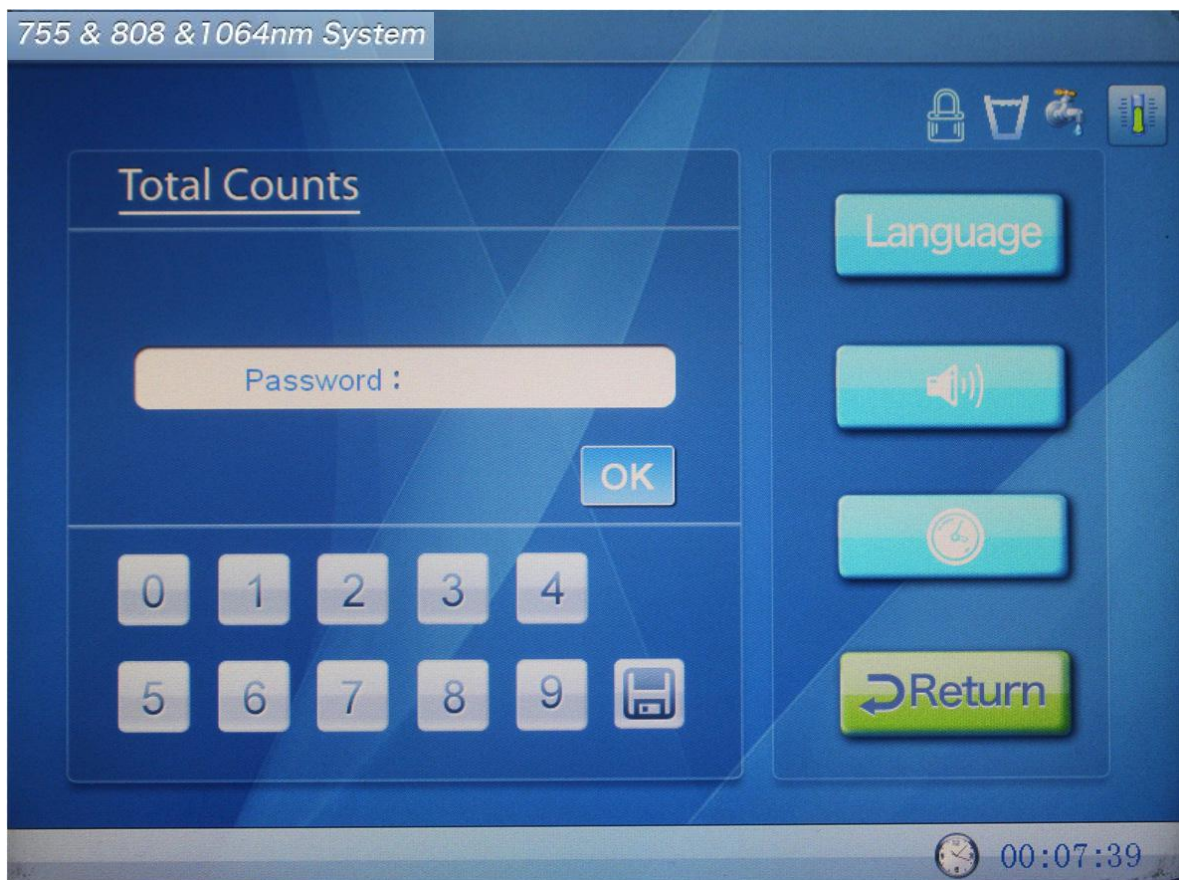 755 & 808 &1064nm System
Total Counts
Language
Password :
OK
0 1 2 3 4
5 6 7 8 9
Return
00:07:39